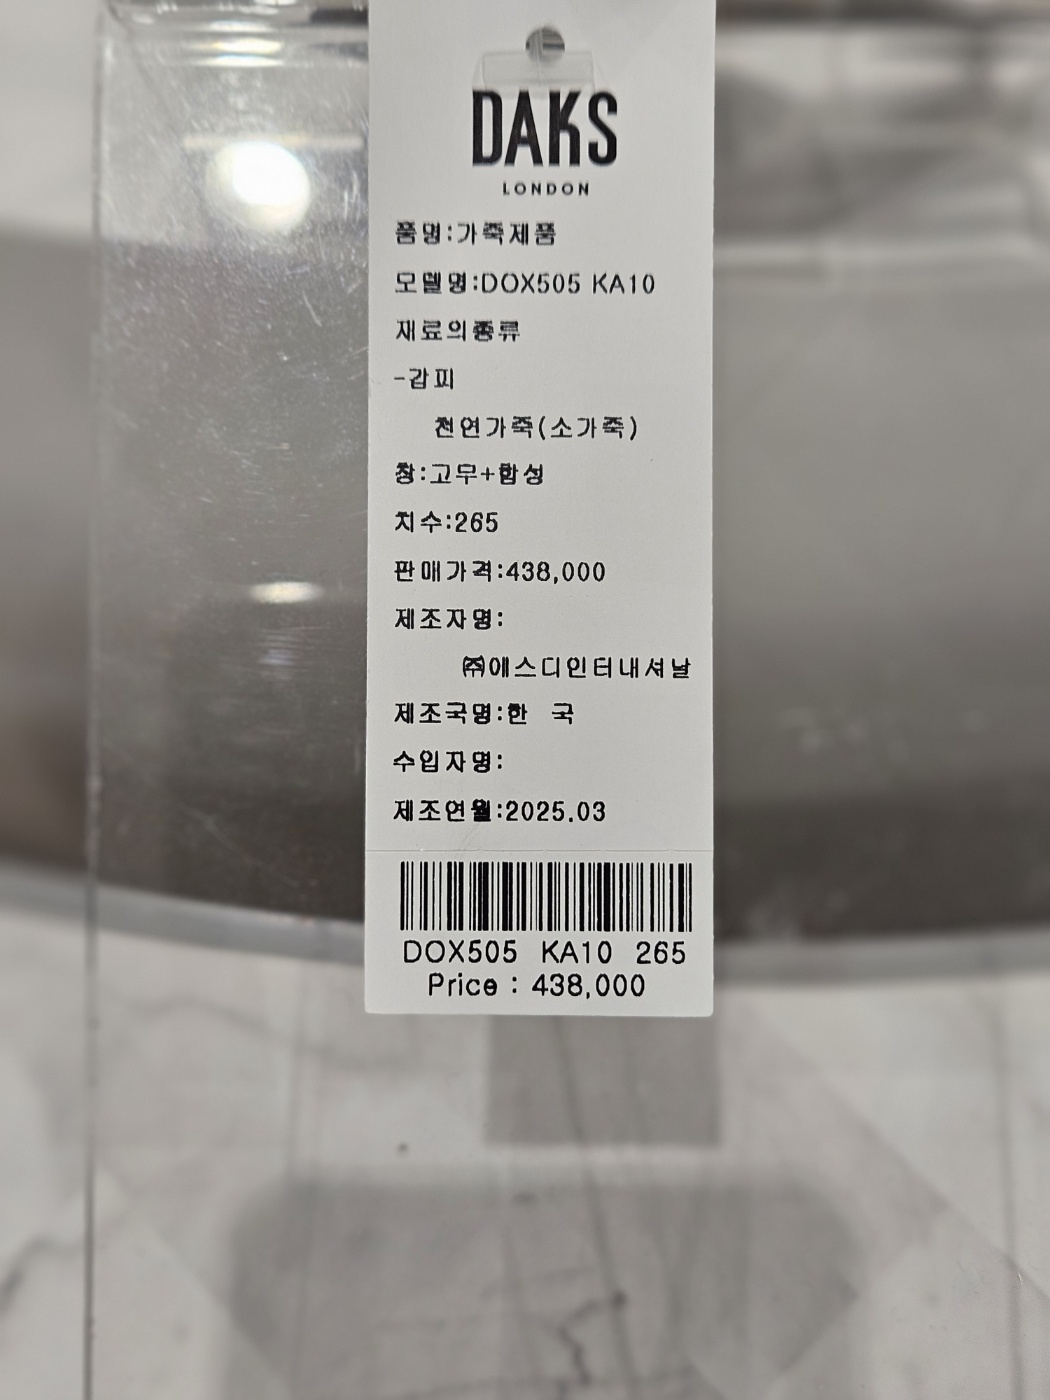 DAKS
LONDON
품명:가죽제품
모델명:DOX505 KA10
재료의종류
-갑피
천연가죽(소가죽)
창:고무+합성
치수:265
판매가격:438,000
제조자명:
㈜에스디인터내셔날
제조국명:한 국
수입자명:
제조연월:2025.03
DOX505 KA10 265
Price : 438,000